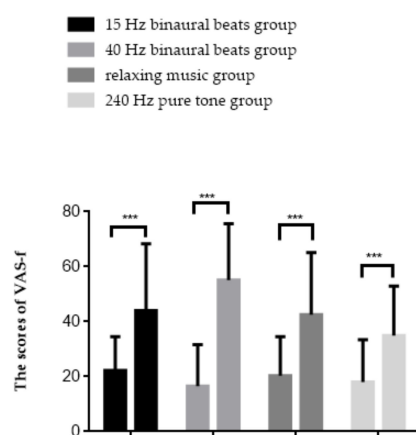 15 Hz binaural beats group
40 Hz binaural beats group
relaxing music group
240 Hz pure tone group
***
***
***
***
The scores of VAS-f
80
60
40
20
0